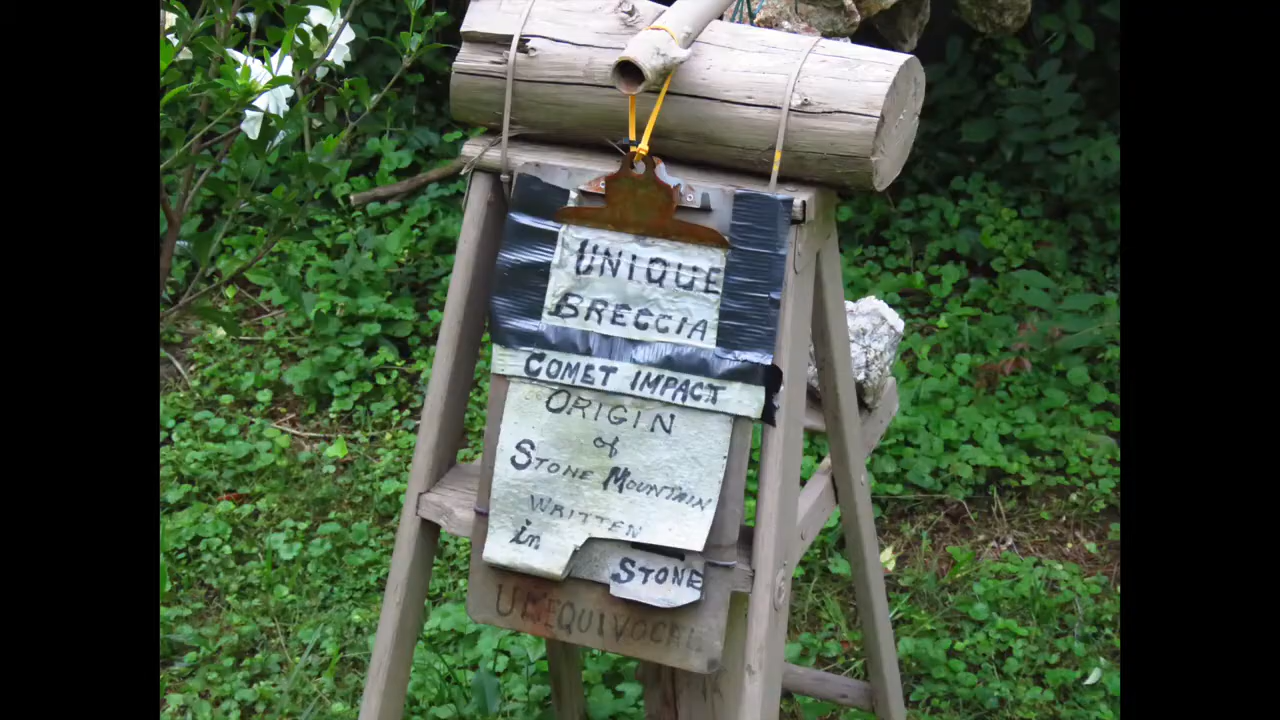 UNIQUE
BRECCIA
COMET IMPACT
ORIGIN
of
STONE MOUNTAIN
WRITTEN
in
STONE
UNEQUIVOCAL